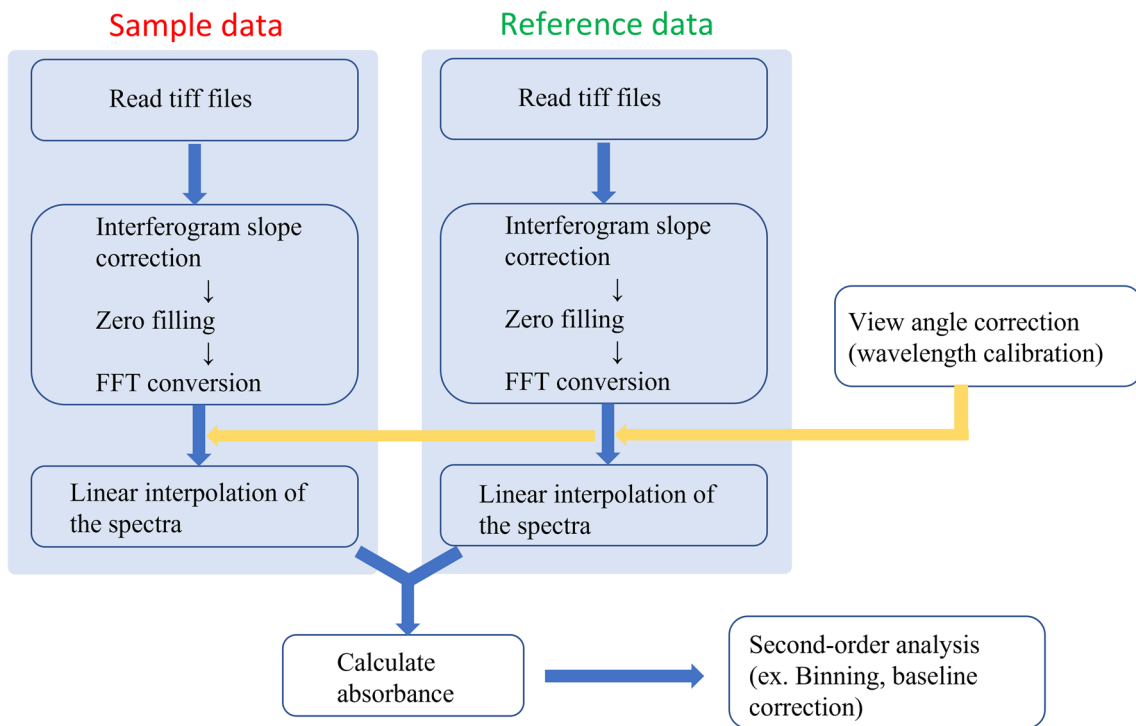 Sample data
Read tiff files
Interferogram slope
correction
↓
Zero filling
↓
FFT conversion
Linear interpolation of
the spectra
Reference data
Read tiff files
Interferogram slope
correction
↓
Zero filling
↓
FFT conversion
Linear interpolation of
the spectra
View angle correction
(wavelength calibration)
Calculate
absorbance
Second-order analysis
(ex. Binning, baseline
correction)